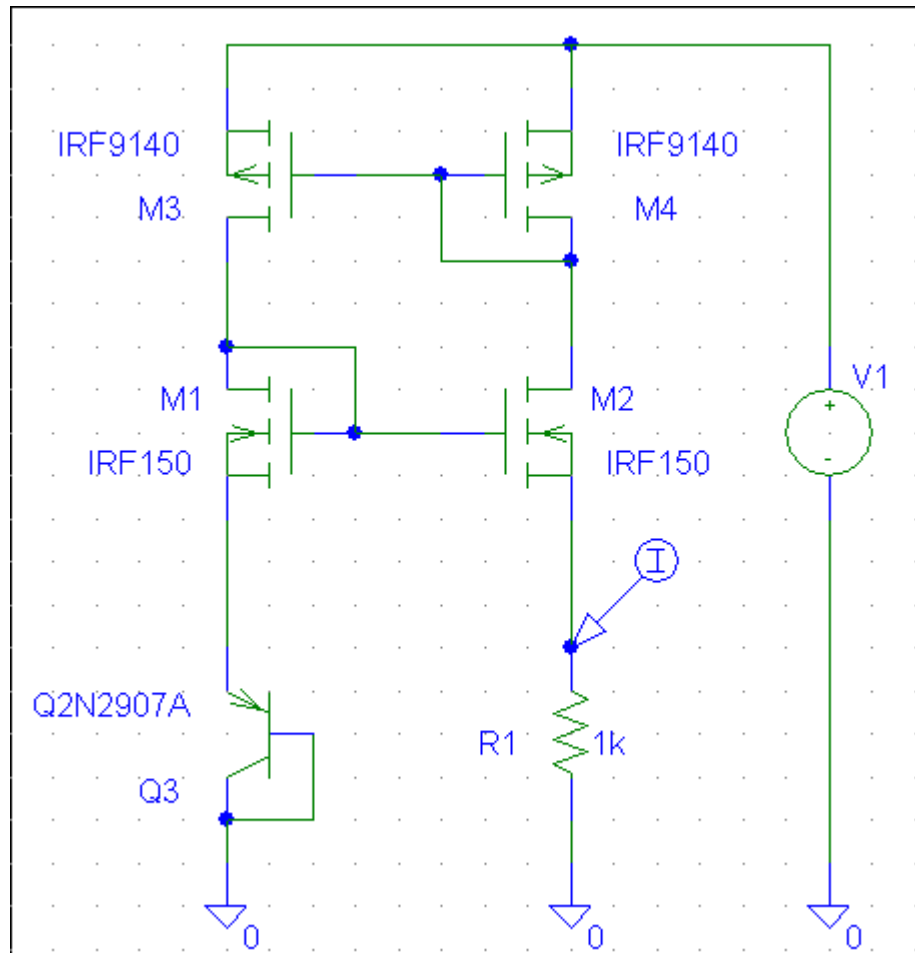 IRF9140
IRF9140
M3
M4
M1
M2
V1
+
-
IRF150
IRF150
I
Q2N2907A
R1
1k
Q3
0
0
0